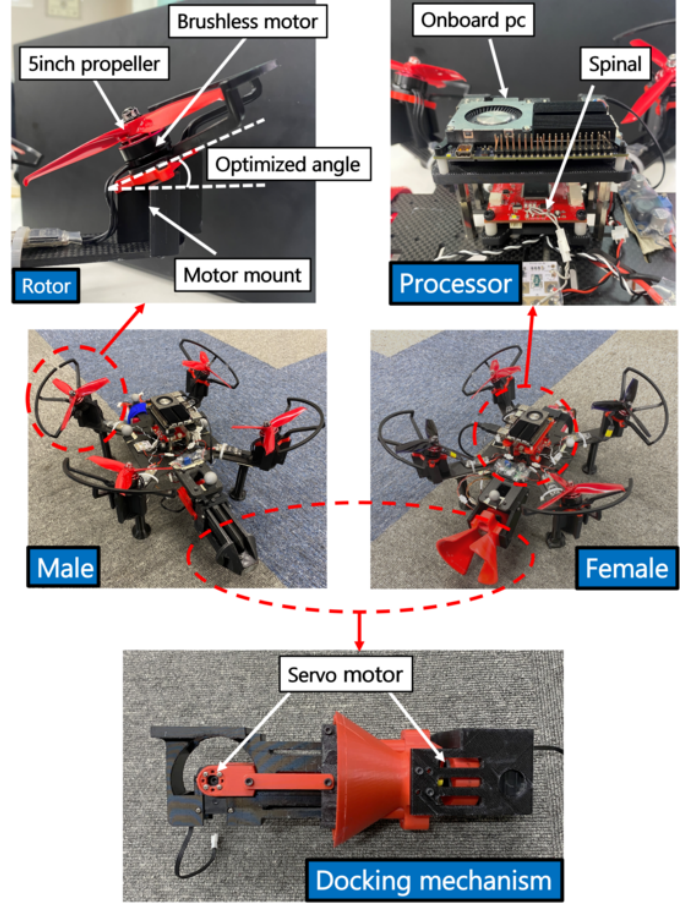 Brushless motor
5inch propeller
Optimized angle
Motor mount
Rotor
Onboard pc
Spinal
Processor
Male
Female
Servo motor
Docking mechanism